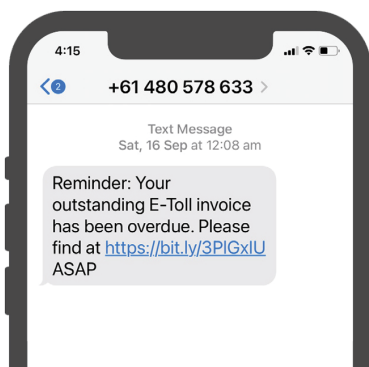 4:15
2
+61 480 578 633
Text Message
Sat, 16 Sep at 12:08 am
Reminder: Your
outstanding E-Toll invoice
has been overdue. Please
find at https://bit.ly/3PlGxlU
ASAP